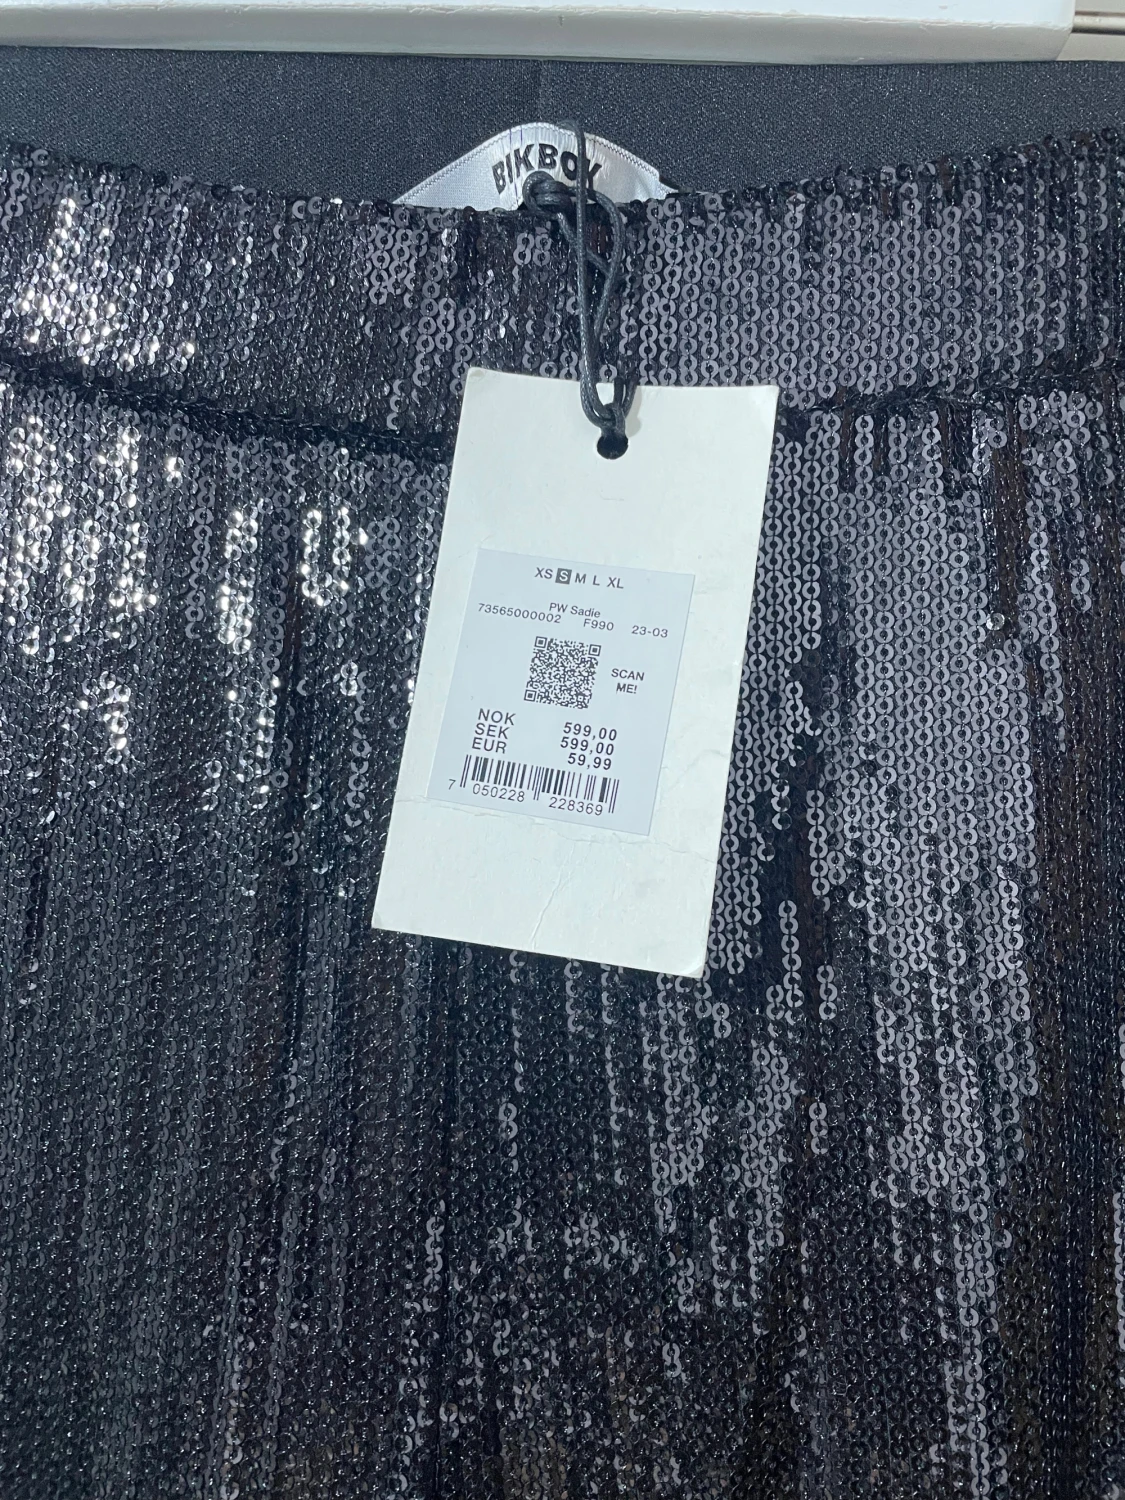 BIKBOK
XS S M L XL
PW Sadie
73565000002 F990 23-03
SCAN
ME!
NOK 599,00
SEK 599,00
EUR 59,99
7 050228 228369